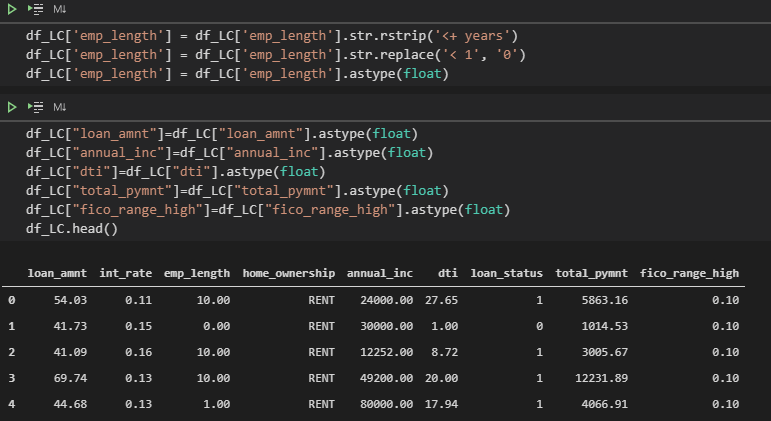 M↓
df_LC['emp_length'] = df_LC['emp_length'].str.rstrip('<+ years')
df_LC['emp_length'] = df_LC['emp_length'].str.replace('< 1', '0')
df_LC['emp_length'] = df_LC['emp_length'].astype(float)
M↓
df_LC["loan_amnt"]=df_LC["loan_amnt"].astype(float)
df_LC["annual_inc"]=df_LC["annual_inc"].astype(float)
df_LC["dti"]=df_LC["dti"].astype(float)
df_LC["total_pymnt"]=df_LC["total_pymnt"].astype(float)
df_LC["fico_range_high"]=df_LC["fico_range_high"].astype(float)
df_LC.head()
loan_amnt int_rate emp_length home_ownership annual_inc dti loan_status total_pymnt fico_range_high
0 54.03 0.11 10.00 RENT 24000.00 27.65 1 5863.16 0.10
1 41.73 0.15 0.00 RENT 30000.00 1.00 0 1014.53 0.10
2 41.09 0.16 10.00 RENT 12252.00 8.72 1 3005.67 0.10
3 69.74 0.13 10.00 RENT 49200.00 20.00 1 12231.89 0.10
4 44.68 0.13 1.00 RENT 80000.00 17.94 1 4066.91 0.10